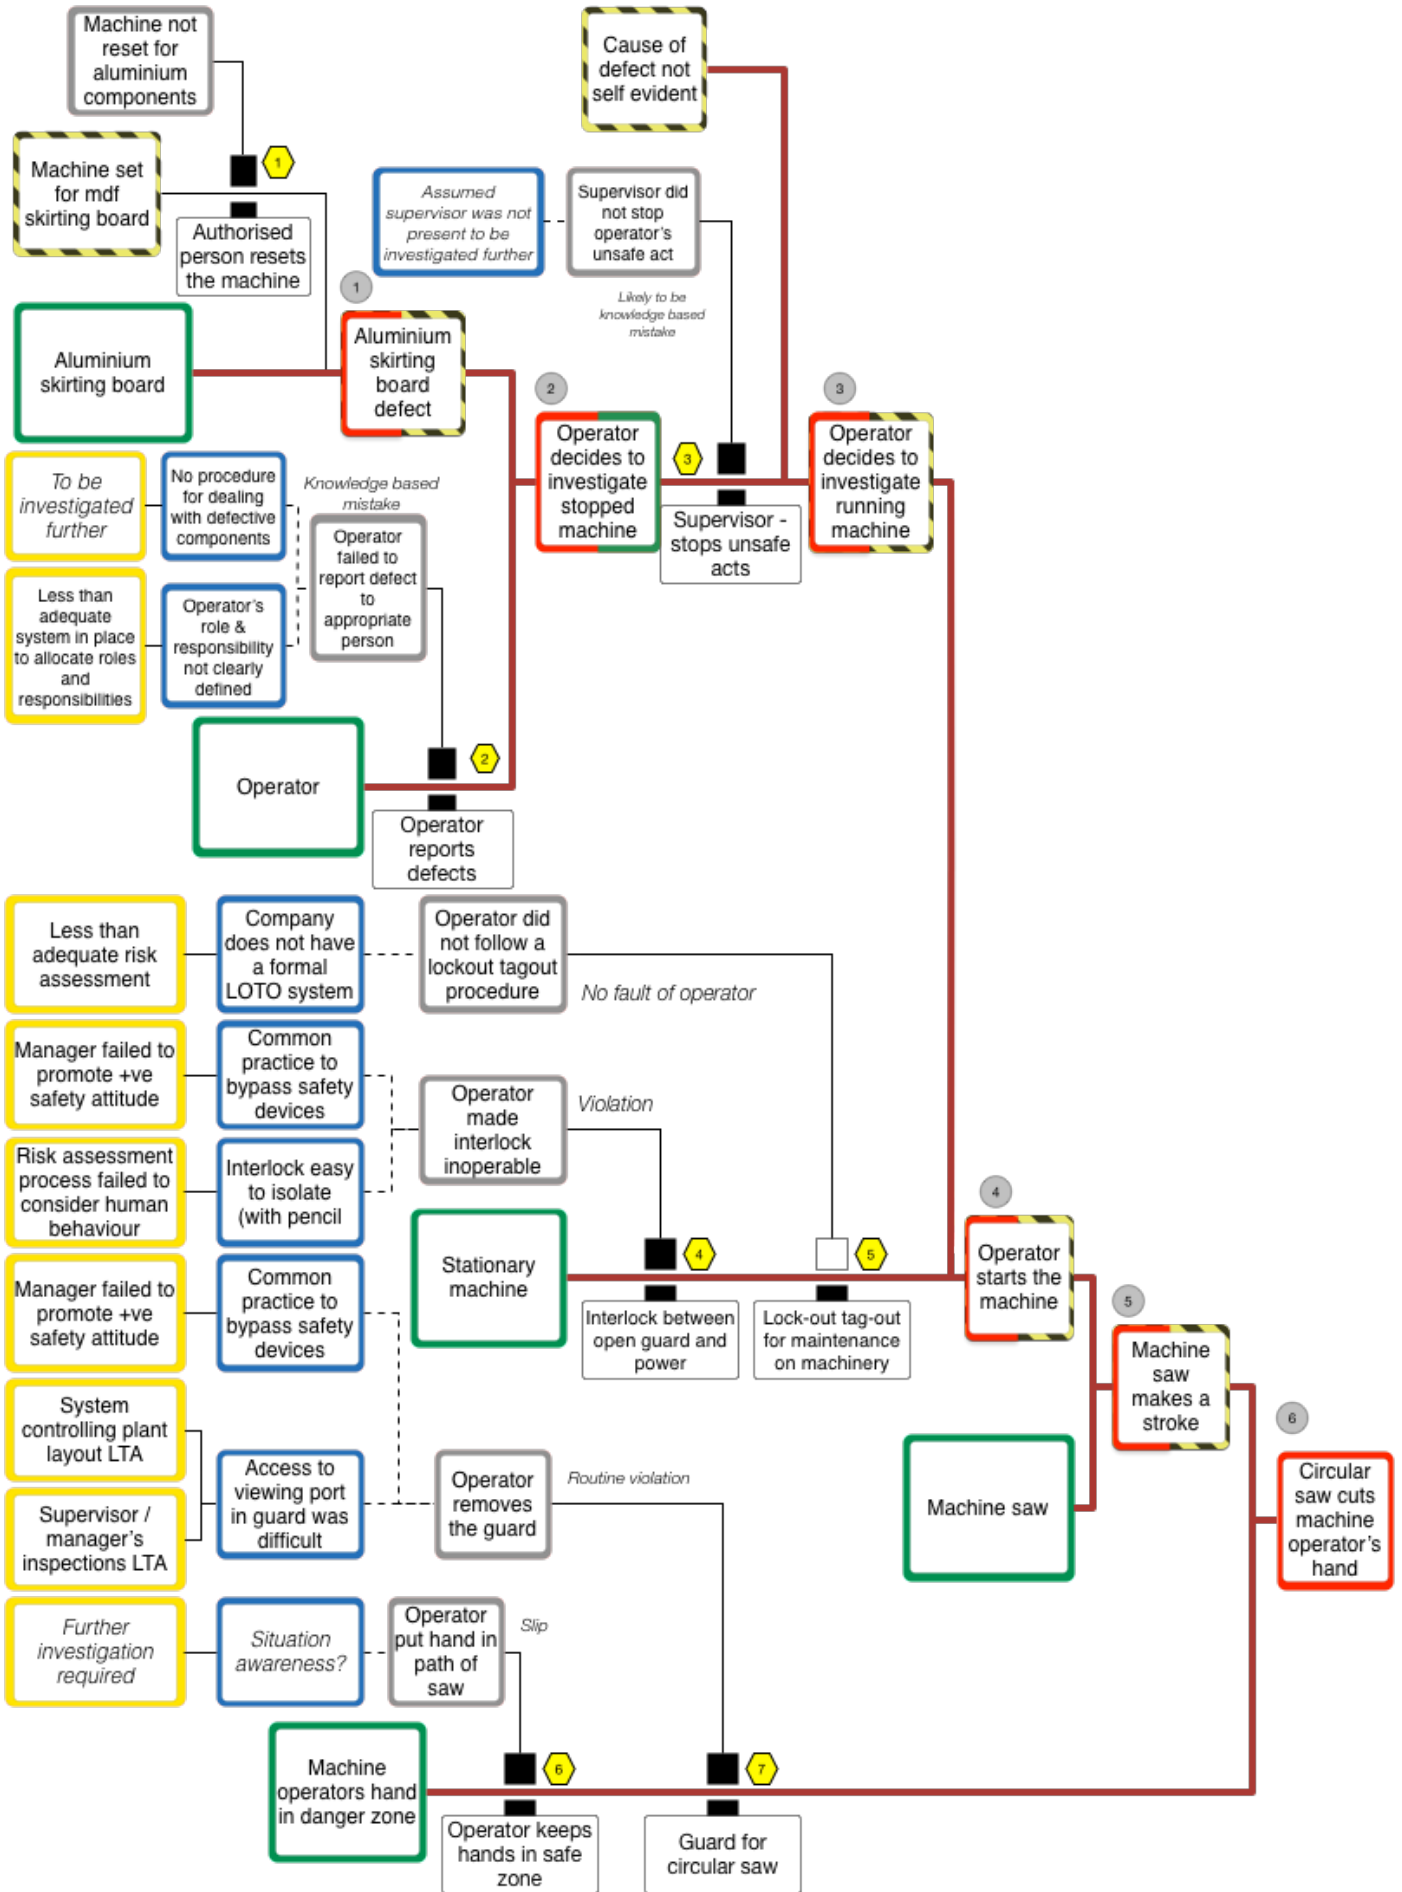 Machine not
reset for
aluminium
components
Cause of
defect not
self evident
1
Machine set
for mdf
skirting board
Authorised
person resets
the machine
Assumed
supervisor was not
present to be
investigated further
Supervisor did
not stop
operator's
unsafe act
Likely to be
knowledge based
mistake
1
Aluminium
skirting board
Aluminium
skirting
board
defect
2
Operator
decides to
investigate
stopped
machine
3
Supervisor -
stops unsafe
acts
3
Operator
decides to
investigate
running
machine
To be
investigated
further
No procedure
for dealing
with defective
components
Knowledge based
mistake
Operator
failed to
report defect
to
appropriate
person
Less than
adequate
system in place
to allocate roles
and
responsibilities
Operator's
role &
responsibility
not clearly
defined
Operator
2
Operator
reports
defects
Less than
adequate risk
assessment
Company
does not have
a formal
LOTO system
Operator did
not follow a
lockout tagout
procedure
No fault of operator
Manager failed to
promote +ve
safety attitude
Common
practice to
bypass safety
devices
Operator
made
interlock
inoperable
Violation
Risk assessment
process failed to
consider human
behaviour
Interlock easy
to isolate
(with pencil
Stationary
machine
4
Interlock between
open guard and
power
5
Lock-out tag-out
for maintenance
on machinery
4
Operator
starts the
machine
Manager failed to
promote +ve
safety attitude
Common
practice to
bypass safety
devices
5
Machine
saw
makes a
stroke
System
controlling plant
layout LTA
Supervisor /
manager's
inspections LTA
Access to
viewing port
in guard was
difficult
Operator
removes
the guard
Routine violation
Machine saw
6
Circular
saw cuts
machine
operator's
hand
Further
investigation
required
Situation
awareness?
Operator
put hand in
path of
saw
Slip
Machine
operators hand
in danger zone
6
Operator keeps
hands in safe
zone
7
Guard for
circular saw